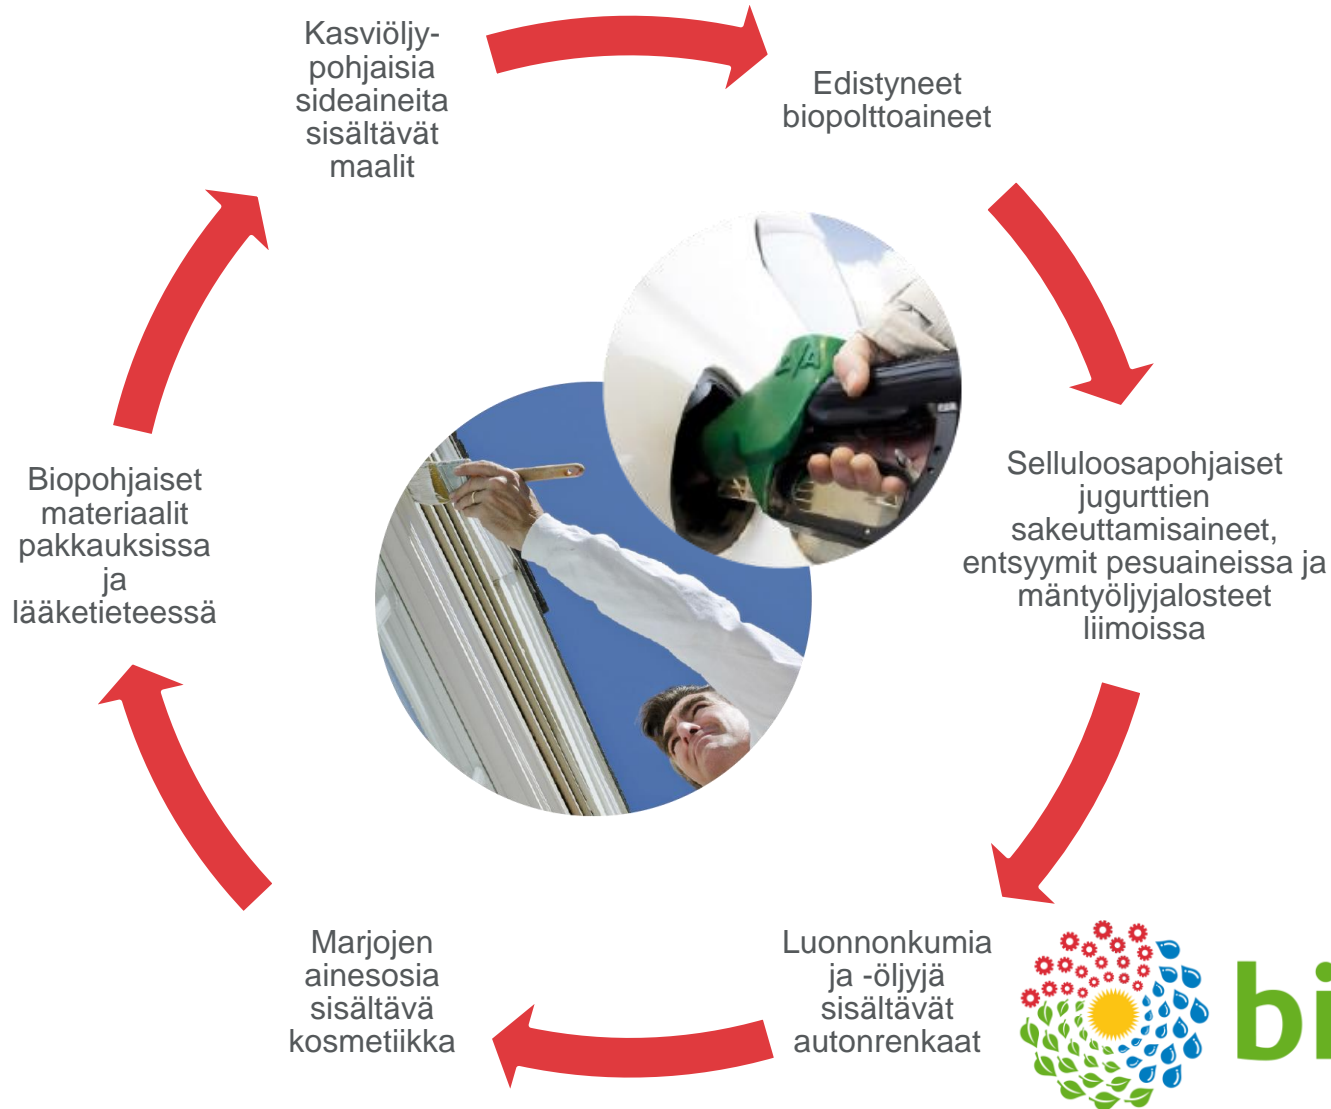 Kasviöljy-
pohjaisia
sideaineita
sisältävät
maalit
Edistyneet
biopolttoaineet
Selluloosapohjaiset
jugurttien
sakeuttamisaineet,
entsyymit pesuaineissa ja
mäntyöljyjalosteet
liimoissa
Luonnonkumia
ja -öljyjä
sisältävät
autonrenkaat
Marjojen
ainesosia
sisältävä
kosmetiikka
Biopohjaiset
materiaalit
pakkauksissa
ja
lääketieteessä
bi